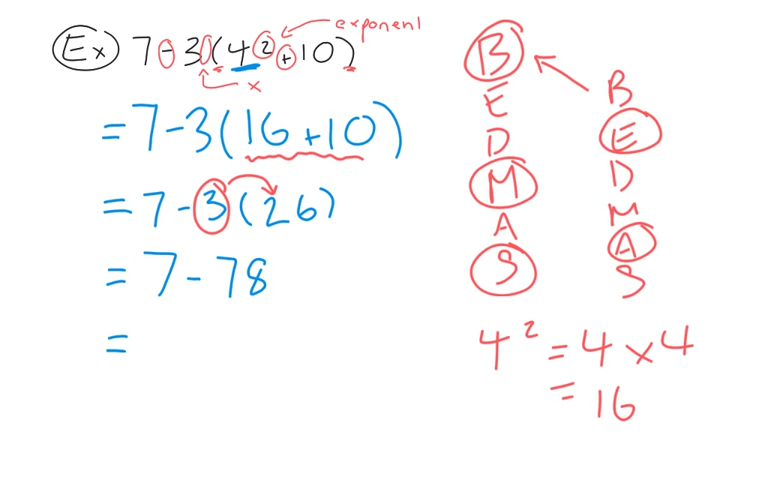 Ex) 7 - 3(4² + 10)
exponent
x
= 7 - 3(16 + 10)
= 7 - 3(26)
= 7 - 78
=
B
E
D
M
A
S
B
E
D
M
A
S
4² = 4 × 4
= 16